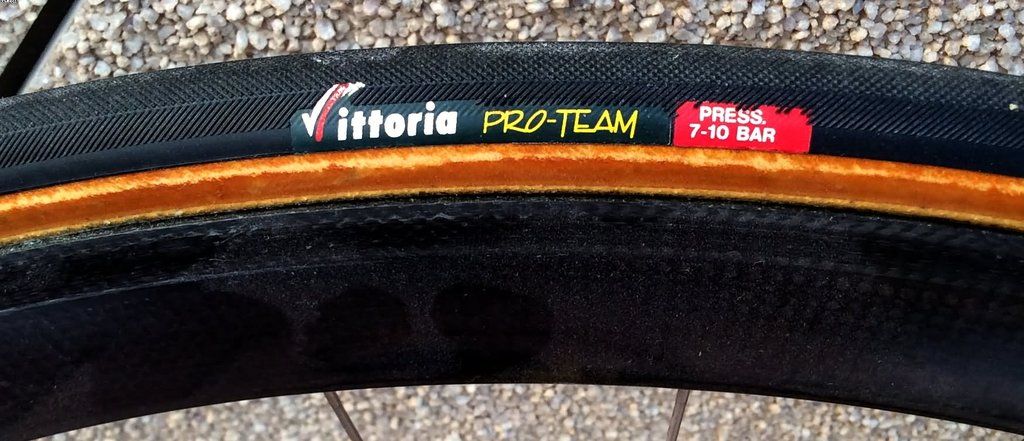 Vittoria PRO-TEAM
PRESS.
7-10 BAR